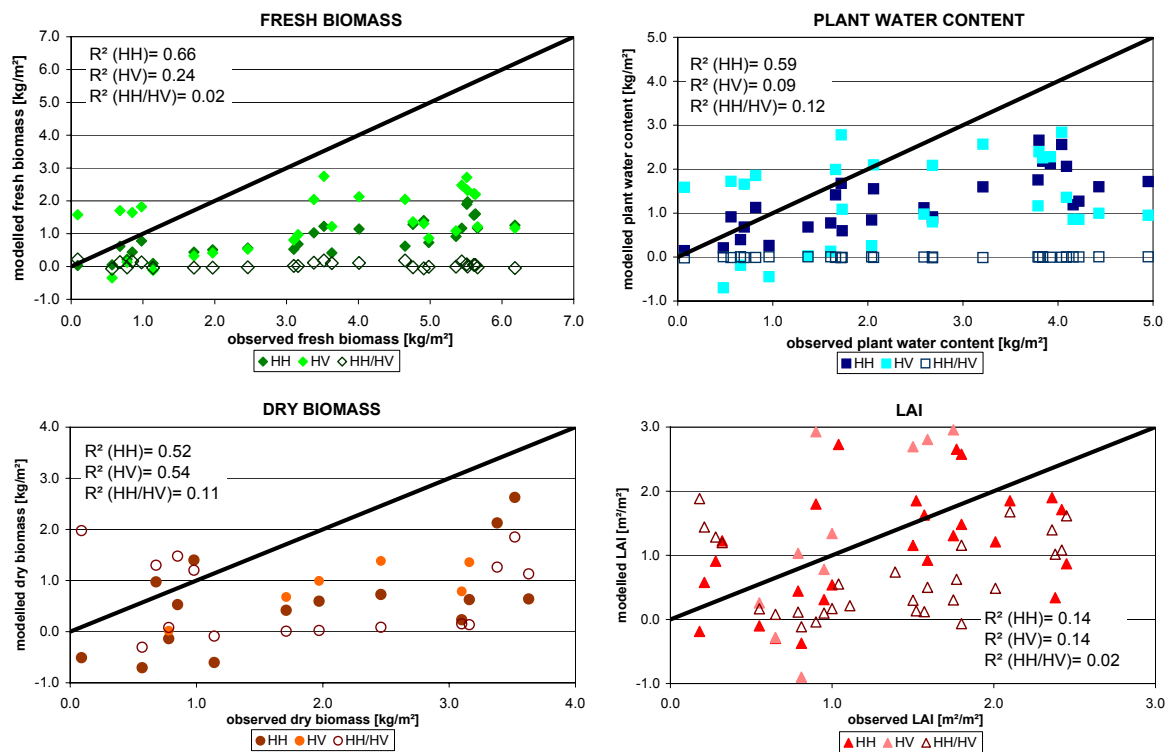 FRESH BIOMASS
R² (HH)= 0.66
R² (HV)= 0.24
R² (HH/HV)= 0.02
modelled fresh biomass [kg/m²]
7.0
6.0
5.0
4.0
3.0
2.0
1.0
0.0
-1.0
0.0 1.0 2.0 3.0 4.0 5.0 6.0 7.0
observed fresh biomass [kg/m²]
HH HV HH/HV
PLANT WATER CONTENT
R² (HH)= 0.59
R² (HV)= 0.09
R² (HH/HV)= 0.12
modelled plant water content [kg/m²]
5.0
4.0
3.0
2.0
1.0
0.0
-1.0
0.0 1.0 2.0 3.0 4.0 5.0
observed plant water content [kg/m²]
HH HV HH/HV
DRY BIOMASS
R² (HH)= 0.52
R² (HV)= 0.54
R² (HH/HV)= 0.11
modelled dry biomass [kg/m²]
4.0
3.0
2.0
1.0
0.0
-1.0
0.0 1.0 2.0 3.0 4.0
observed dry biomass [kg/m²]
HH HV HH/HV
LAI
modelled LAI [m²/m²]
3.0
2.0
1.0
0.0
-1.0
R² (HH)= 0.14
R² (HV)= 0.14
R² (HH/HV)= 0.02
0.0 1.0 2.0 3.0
observed LAI [m²/m²]
HH HV HH/HV